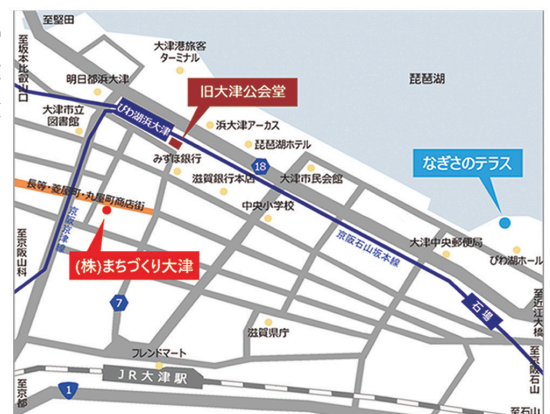 至堅田
至坂本比叡山口
大津港旅客
ターミナル
琵琶湖
明日都浜大津
旧大津公会堂
大津市立
図書館
びわ湖浜大津
浜大津アーカス
琵琶湖ホテル
みずほ銀行
18
なぎさのテラス
滋賀銀行本店
大津市民会館
長等・菱屋町・丸屋町商店街
中央小学校
京阪京津線
至京阪山科
(株)まちづくり大津
京阪石山坂本線
大津中央郵便局
びわ湖ホール
至近江大橋
石場
7
滋賀県庁
フレンドマート
JR大津駅
至京阪石山
至京都
1
至石山